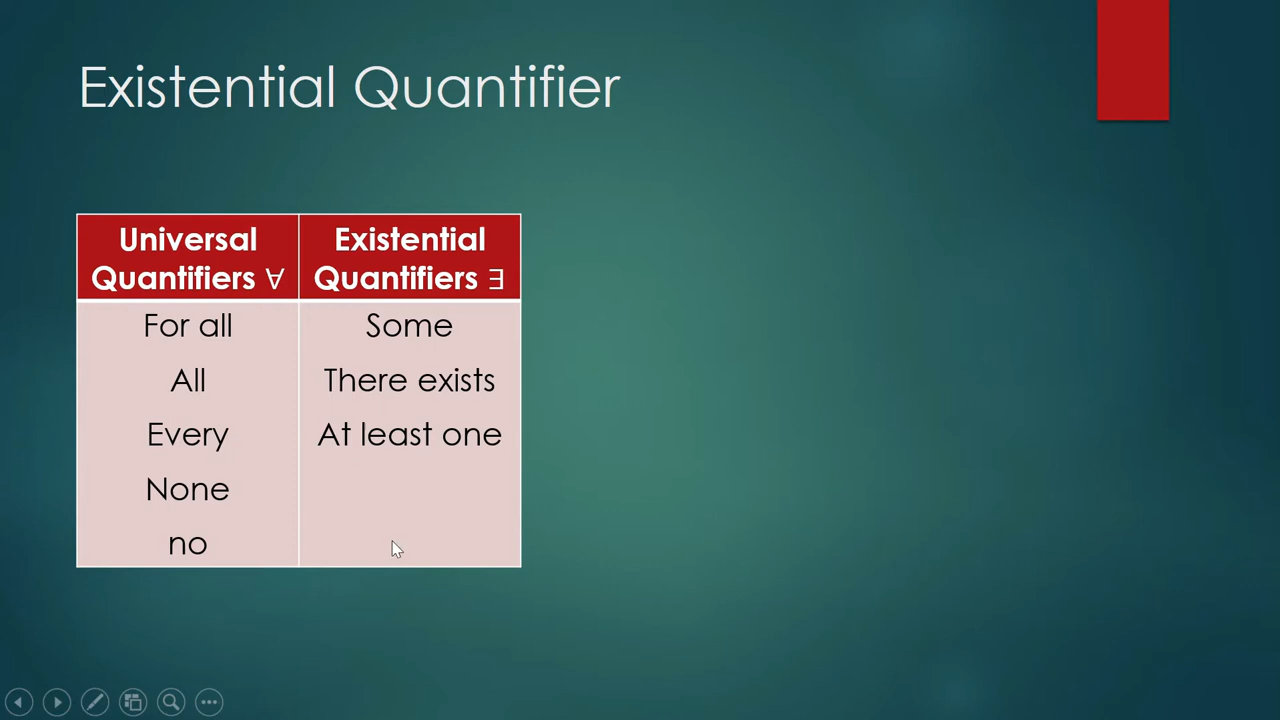 Existential Quantifier
Universal Quantifiers ∀
Existential Quantifiers ∃
For all
Some
All
There exists
Every
At least one
None
no